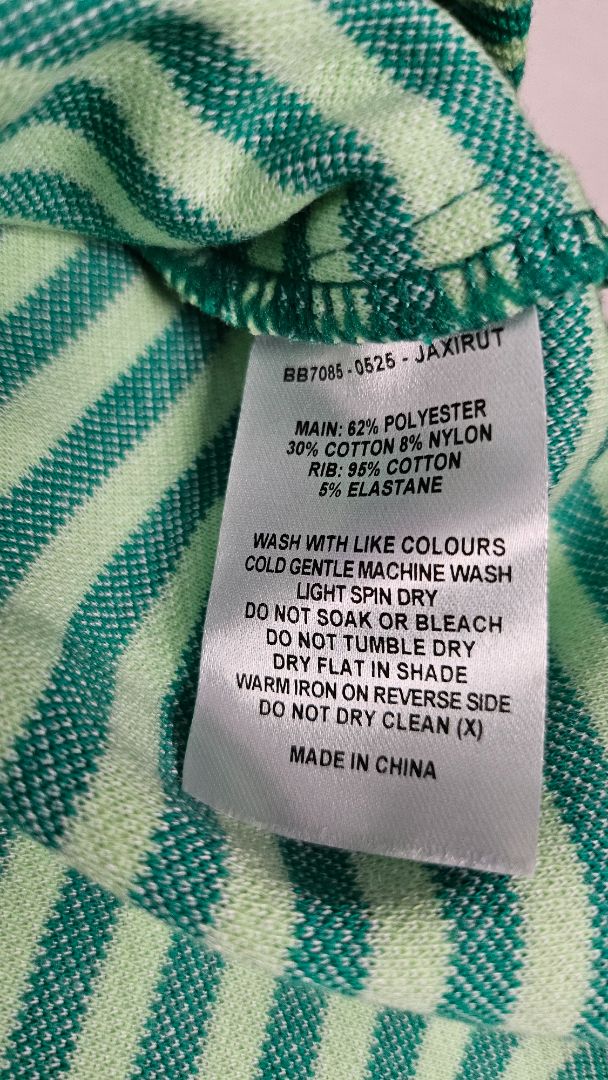 BB7085 - 0525 - JAXIRUT
MAIN: 62% POLYESTER
30% COTTON 8% NYLON
RIB: 95% COTTON
5% ELASTANE
WASH WITH LIKE COLOURS
COLD GENTLE MACHINE WASH
LIGHT SPIN DRY
DO NOT SOAK OR BLEACH
DO NOT TUMBLE DRY
DRY FLAT IN SHADE
WARM IRON ON REVERSE SIDE
DO NOT DRY CLEAN (X)
MADE IN CHINA